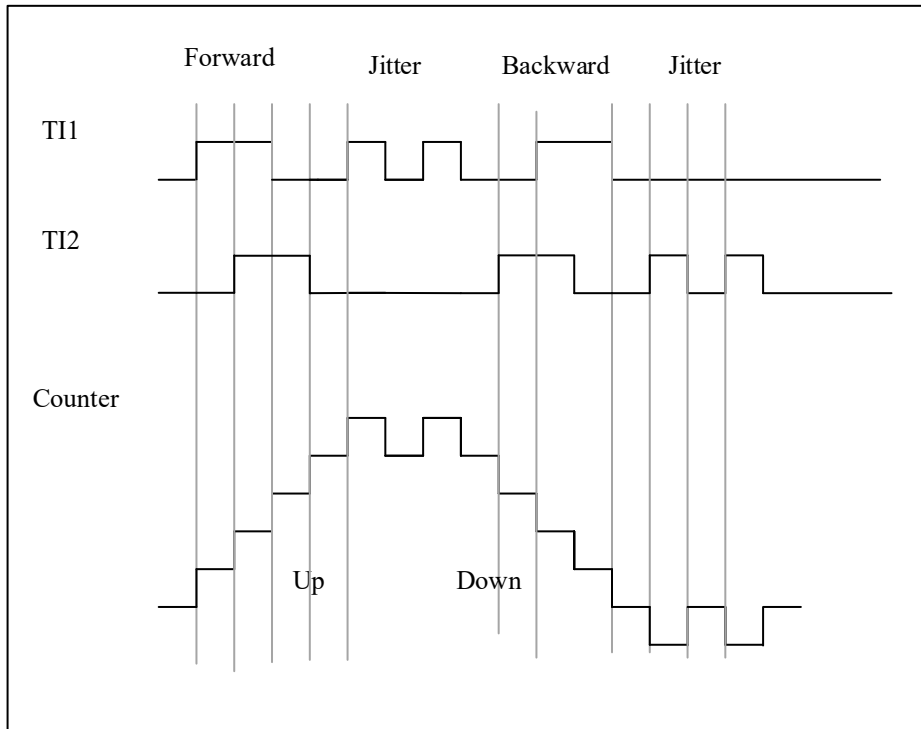 Forward
Jitter
Backward
Jitter
TI1
TI2
Counter
Up
Down